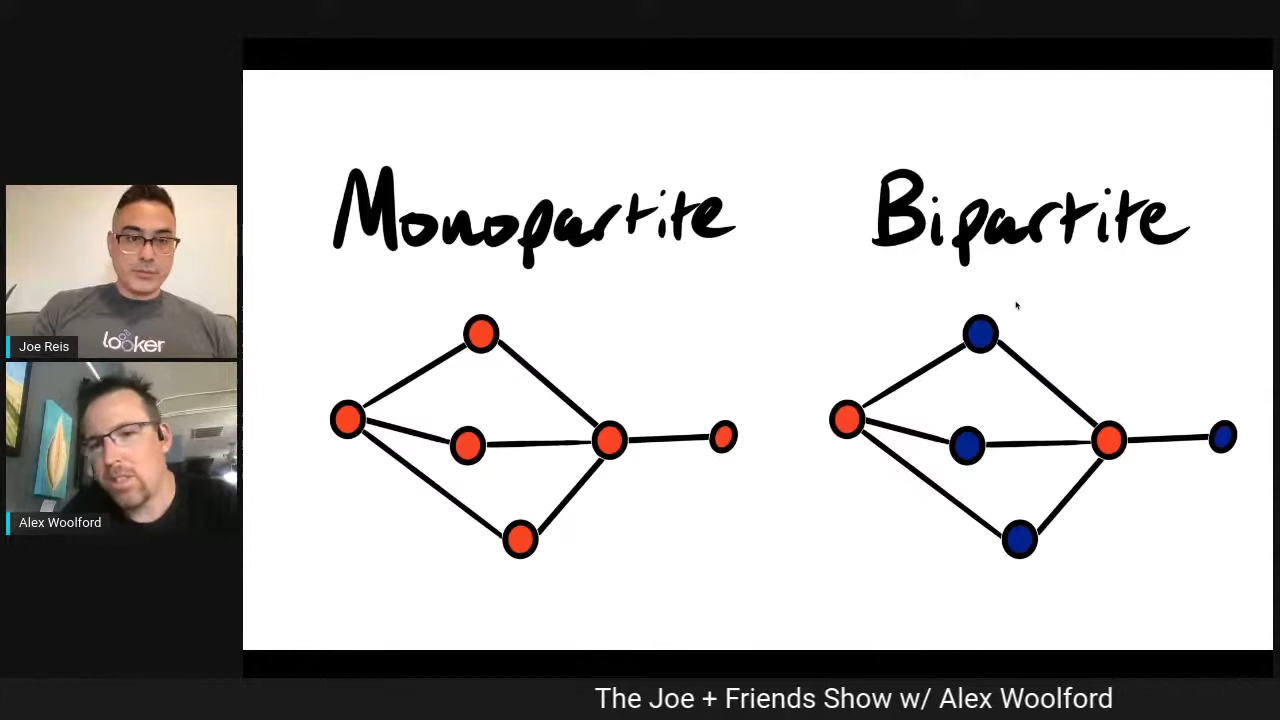 Monopartite
Bipartite
looker
Joe Reis
Alex Woolford
The Joe + Friends Show w/ Alex Woolford